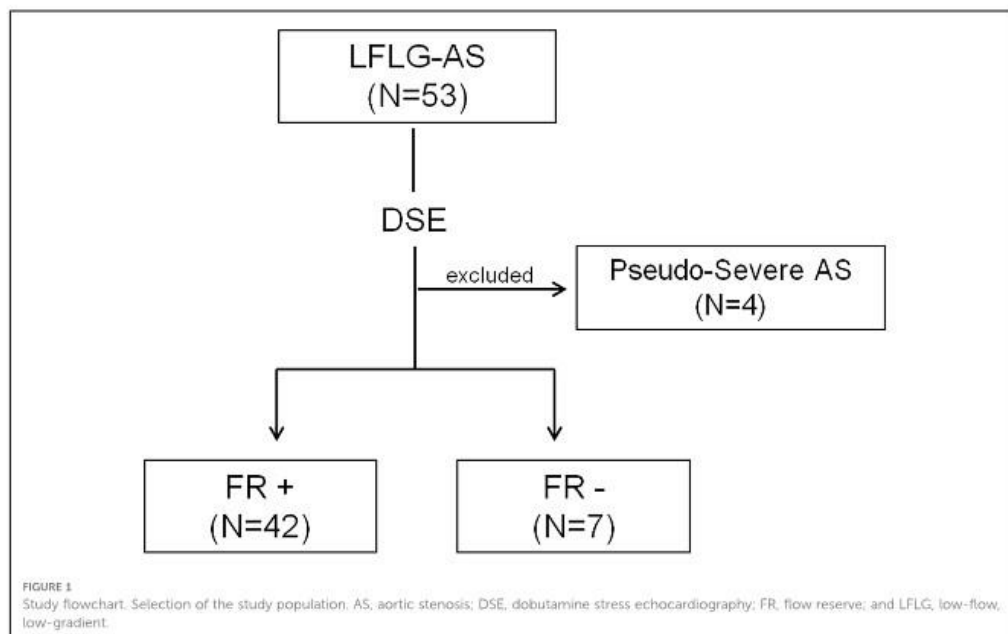 LFLG-AS
(N=53)
DSE
excluded
Pseudo-Severe AS
(N=4)
FR +
(N=42)
FR -
(N=7)
FIGURE 1
Study flowchart. Selection of the study population. AS, aortic stenosis; DSE, dobutamine stress echocardiography; FR, flow reserve; and LFLG, low-flow,
low-gradient.